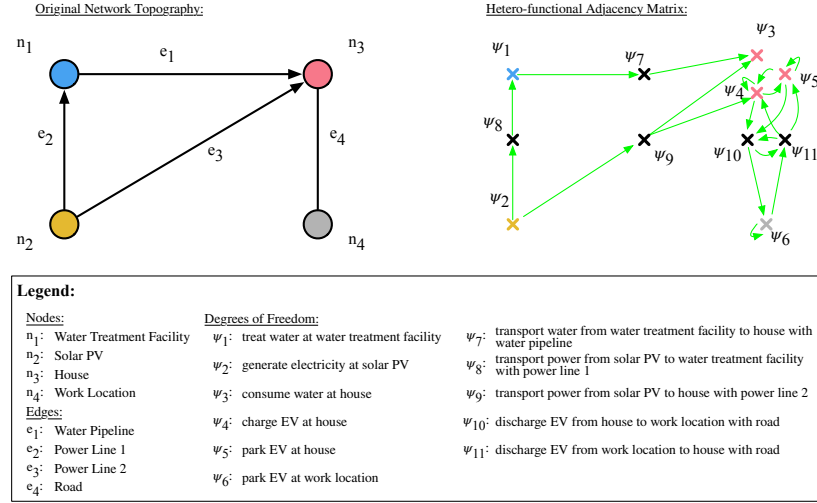 Original Network Topography:
Hetero-functional Adjacency Matrix:
n1
e1
n3
e2
e3
e4
n2
n4
ψ1
ψ7
ψ3
ψ5
ψ4
ψ8
ψ9
ψ10
ψ11
ψ2
ψ6
Legend:
Nodes:
n1: Water Treatment Facility
n2: Solar PV
n3: House
n4: Work Location
Edges:
e1: Water Pipeline
e2: Power Line 1
e3: Power Line 2
e4: Road
Degrees of Freedom:
ψ1: treat water at water treatment facility
ψ2: generate electricity at solar PV
ψ3: consume water at house
ψ4: charge EV at house
ψ5: park EV at house
ψ6: park EV at work location
ψ7: transport water from water treatment facility to house with
water pipeline
ψ8: transport power from solar PV to water treatment facility
with power line 1
ψ9: transport power from solar PV to house with power line 2
ψ10: discharge EV from house to work location with road
ψ11: discharge EV from work location to house with road